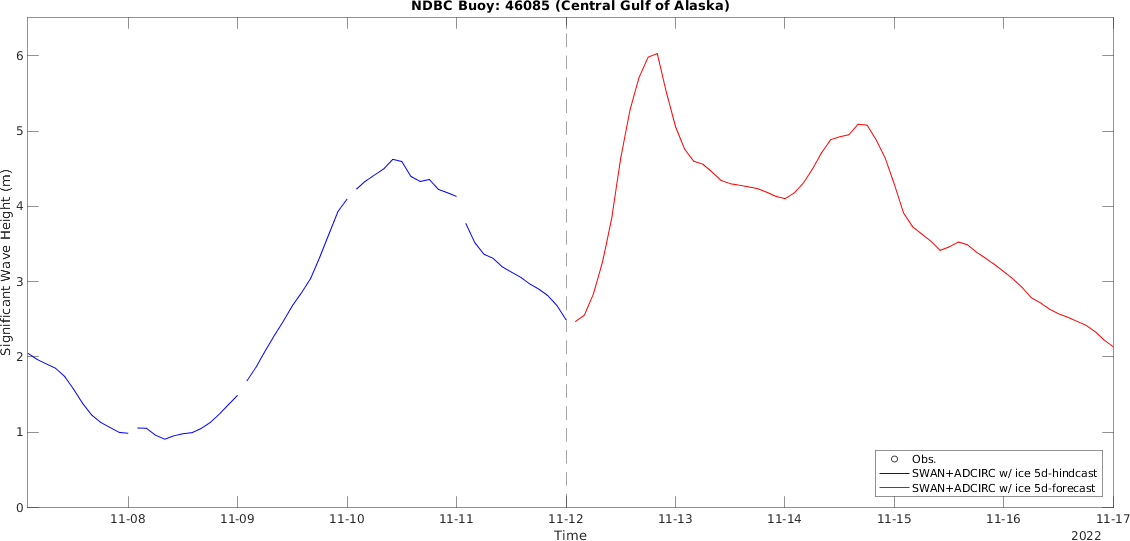 NDBC Buoy: 46085 (Central Gulf of Alaska)
Significant Wave Height (m)
6
5
4
3
2
1
0
Obs.
SWAN+ADCIRC w/ ice 5d-hindcast
SWAN+ADCIRC w/ ice 5d-forecast
11-08 11-09 11-10 11-11 11-12 11-13 11-14 11-15 11-16 11-17
Time
2022